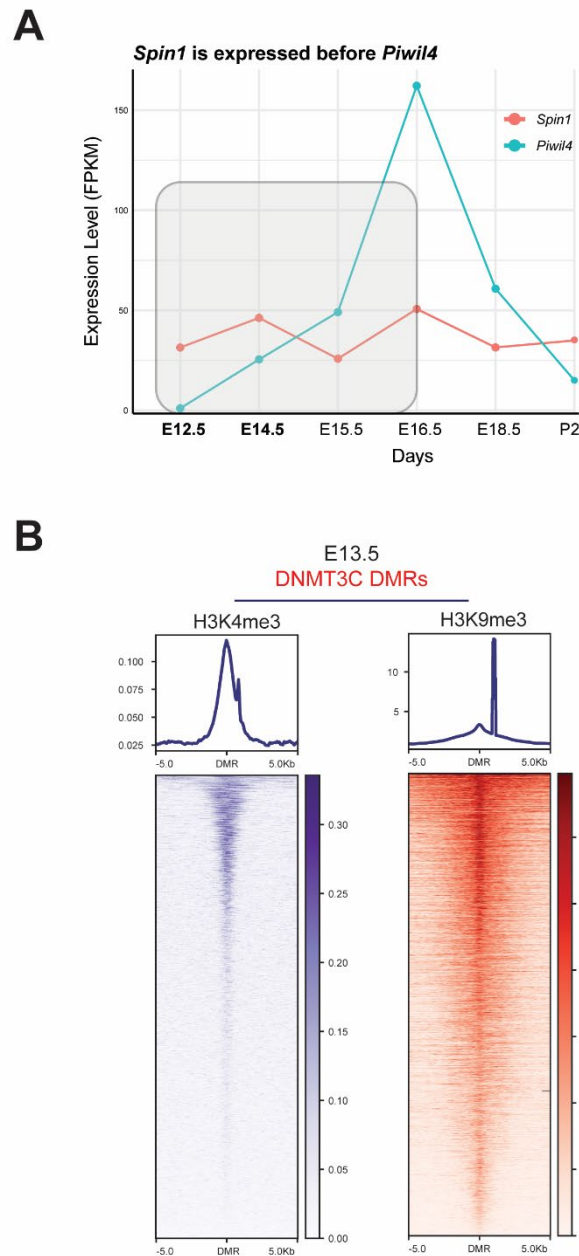 A
Spin1 is expressed before Piwil4
Expression Level (FPKM)
150
100
50
0
Spin1
Piwil4
E12.5 E14.5 E15.5 E16.5 E18.5 P2
Days
B
E13.5
DNMT3C DMRs
H3K4me3 H3K9me3
0.100
0.075
0.050
0.025
10
5
-5.0 DMR 5.0Kb -5.0 DMR 5.0Kb
0.30
0.25
0.20
0.15
0.10
0.05
0.00
-5.0 DMR 5.0Kb -5.0 DMR 5.0Kb